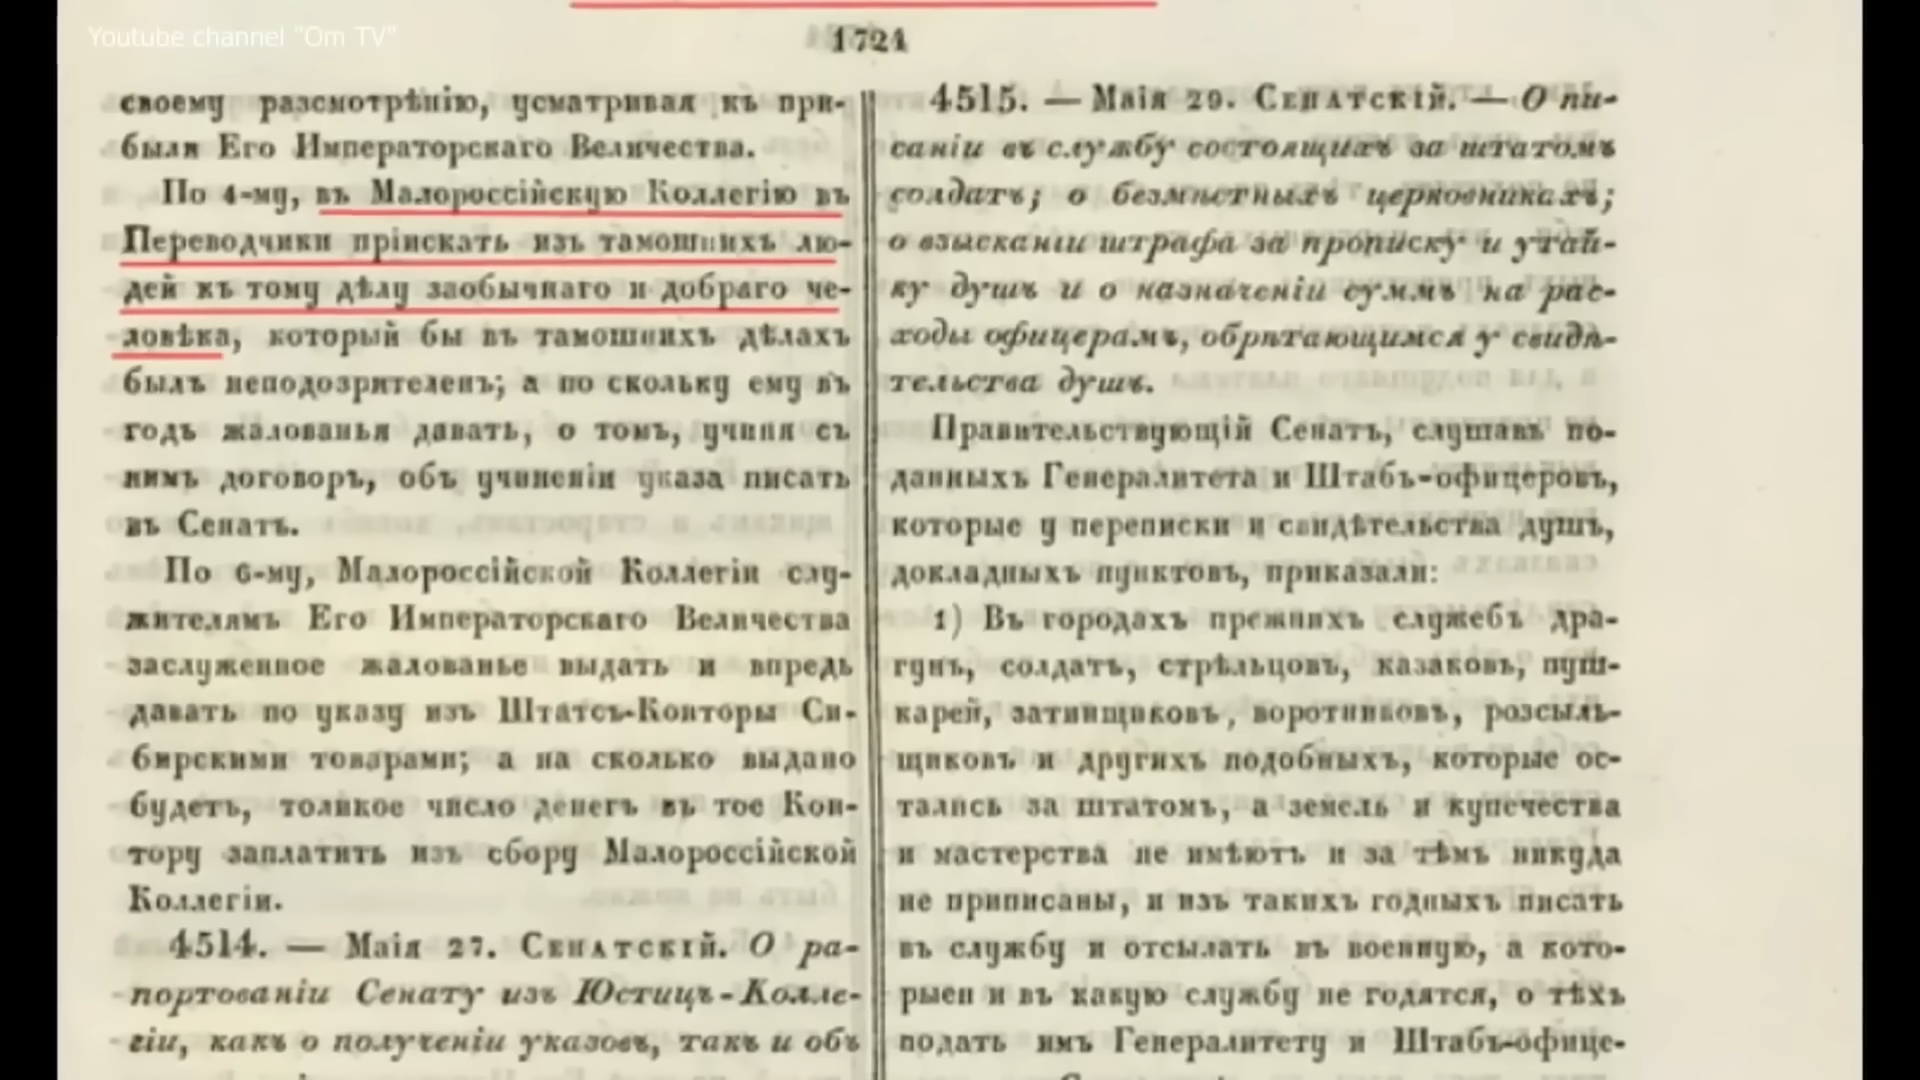 Youtube channel "Om TV"
1724
своему разсмотрѣнію, усматривая къ при-
были Его Императорскаго Величества.
По 4-му, въ Малороссійскую Коллегію въ
Переводчики пріискать изъ тамошнихъ лю-
дей къ тому дѣлу заобычнаго и добраго че-
ловѣка, который бы въ тамошнихъ дѣлахъ
былъ неподозрителенъ; а по скольку ему въ
годъ жалованья давать, о томъ, учиня съ
нимъ договоръ, объ учиненіи указа писать
въ Сенатъ.
По 6-му, Малороссійской Коллегіи слу-
жителямъ Его Императорскаго Величества
заслуженное жалованье выдать и впредь
давать по указу изъ Штатсъ-Конторы Си-
бирскими товарами; а на сколько выдано
будетъ, толикое число денегъ въ тое Кон-
тору заплатить изъ сбору Малороссійской
Коллегіи.
4514. — Маія 27. Сенатскій. О ра-
портованіи Сенату изъ Юстицъ-Колле-
гіи, какъ о полученіи указовъ, такъ и объ
4515. — Маія 29. Сенатскій. — О пи-
саніи въ службу состоящихъ за штатомъ
солдатъ; о безмѣстныхъ церковникахъ;
о взысканіи штрафа за прописку и утай-
ку душъ и о назначеніи суммъ на рас-
ходы офицерамъ, обрѣтающимся у свидѣ-
тельства душъ.
Правительствующій Сенатъ, слушавъ по-
данныхъ Генералитета и Штабъ-офицеровъ,
которые у переписки и свидѣтельства душъ,
докладныхъ пунктовъ, приказали:
1) Въ городахъ прежнихъ служебъ дра-
гунъ, солдатъ, стрѣльцовъ, казаковъ, пуш-
карей, затинщиковъ, воротниковъ, розсыль-
щиковъ и другихъ подобныхъ, которые ос-
тались за штатомъ, а земель и купечества
и мастерства не имѣютъ и за тѣмъ никуда
не приписаны, и изъ такихъ годныхъ писать
въ службу и отсылать въ военную, а кото-
рыеи и въ какую службу не годятся, о тѣхъ
подать имъ Генералитету и Штабъ-офице-